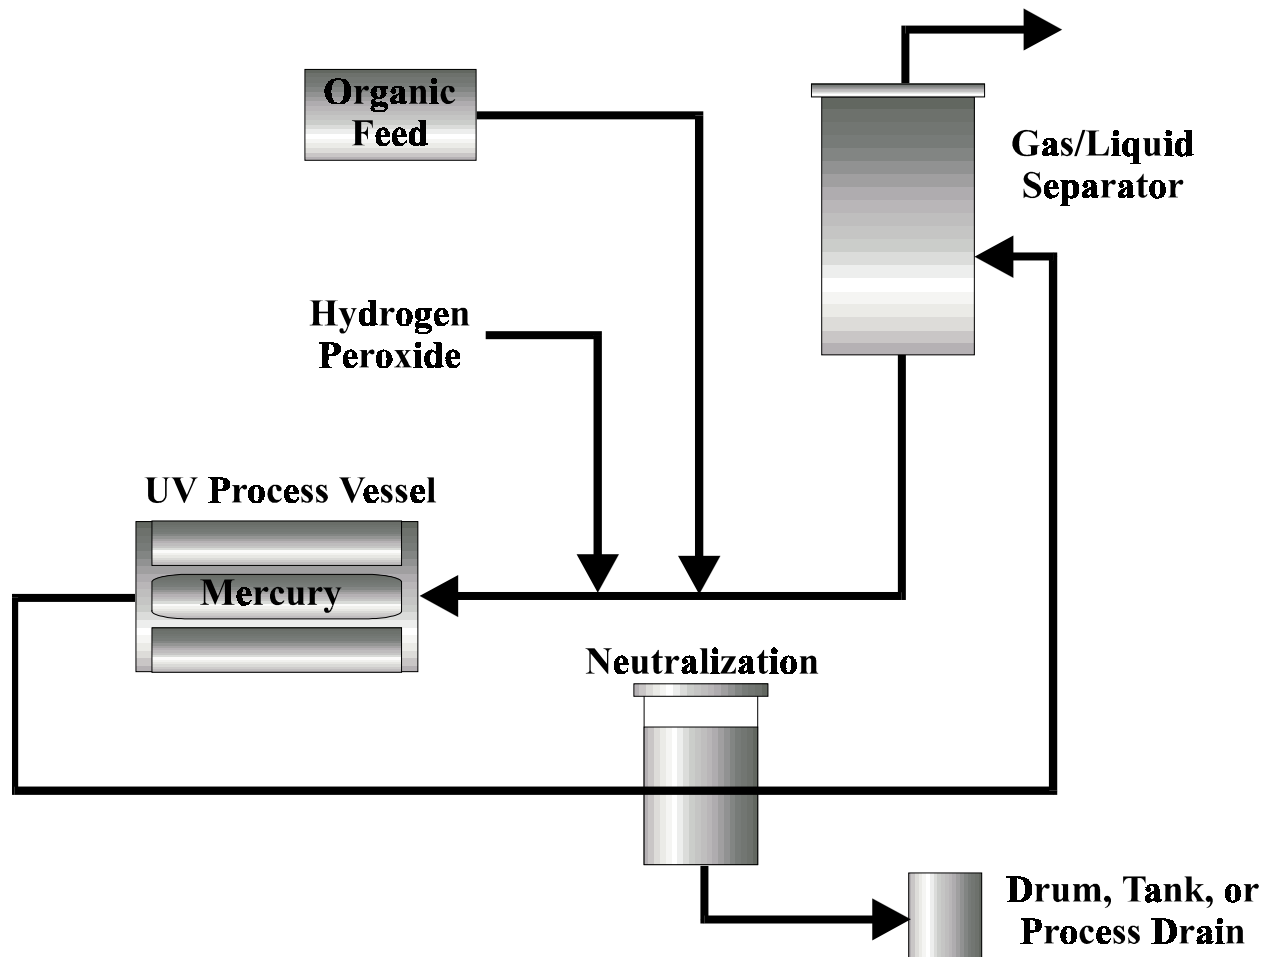 Organic
Feed
Gas/Liquid
Separator
Hydrogen
Peroxide
UV Process Vessel
Mercury
Neutralization
Drum, Tank, or
Process Drain